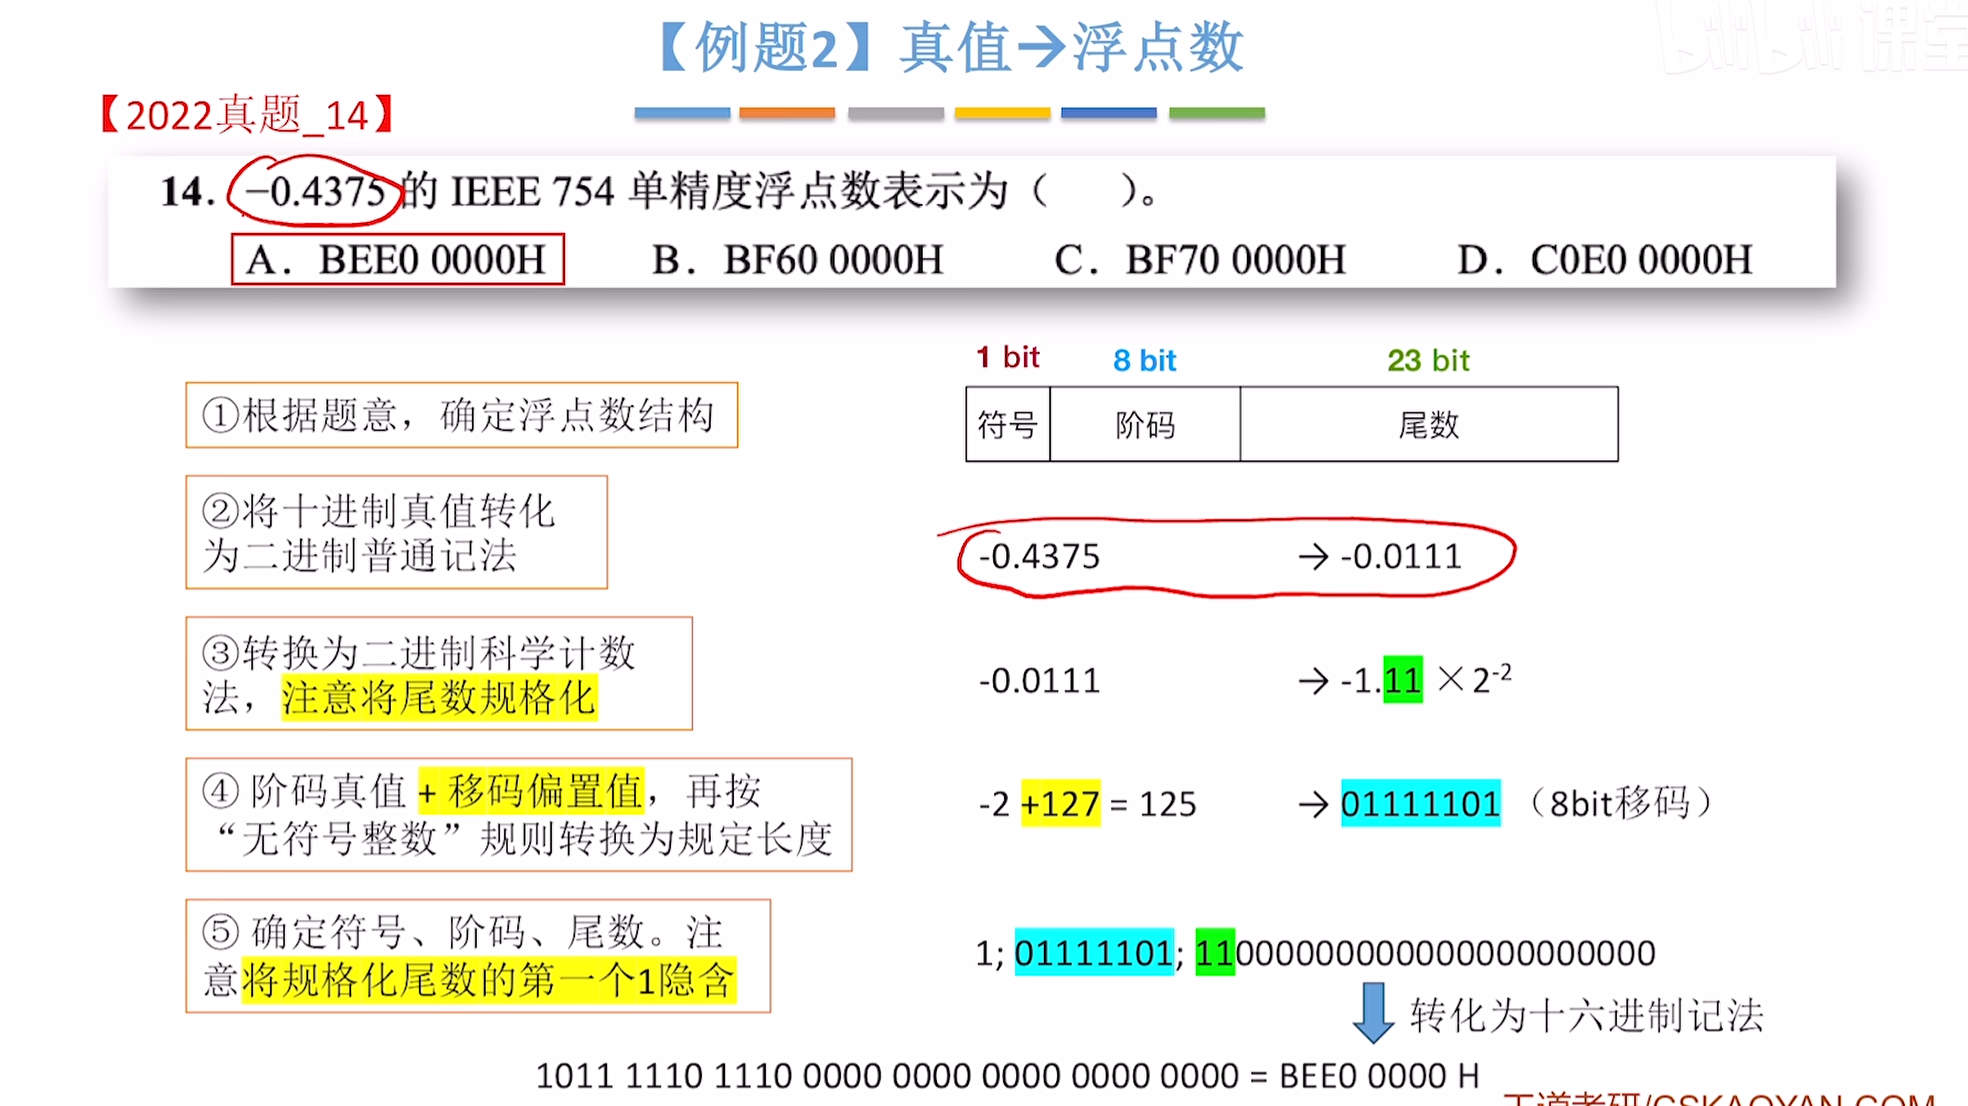 【例题2】真值→浮点数
【2022真题_14】
14. −0.4375 的 IEEE 754 单精度浮点数表示为（ ）。
A．BEE0 0000H B．BF60 0000H C．BF70 0000H D．C0E0 0000H
1 bit 8 bit 23 bit
符号 阶码 尾数
①根据题意，确定浮点数结构
②将十进制真值转化
为二进制普通记法
-0.4375 → -0.0111
③转换为二进制科学计数
法，注意将尾数规格化
-0.0111 → -1.11 ×2⁻²
④ 阶码真值 + 移码偏置值，再按
“无符号整数”规则转换为规定长度
-2 +127 = 125 → 01111101 （8bit移码）
⑤ 确定符号、阶码、尾数。注
意将规格化尾数的第一个1隐含
1; 01111101; 11000000000000000000000
转化为十六进制记法
1011 1110 1110 0000 0000 0000 0000 0000 = BEE0 0000 H
王道考研/CSKAOYAN.COM
课堂